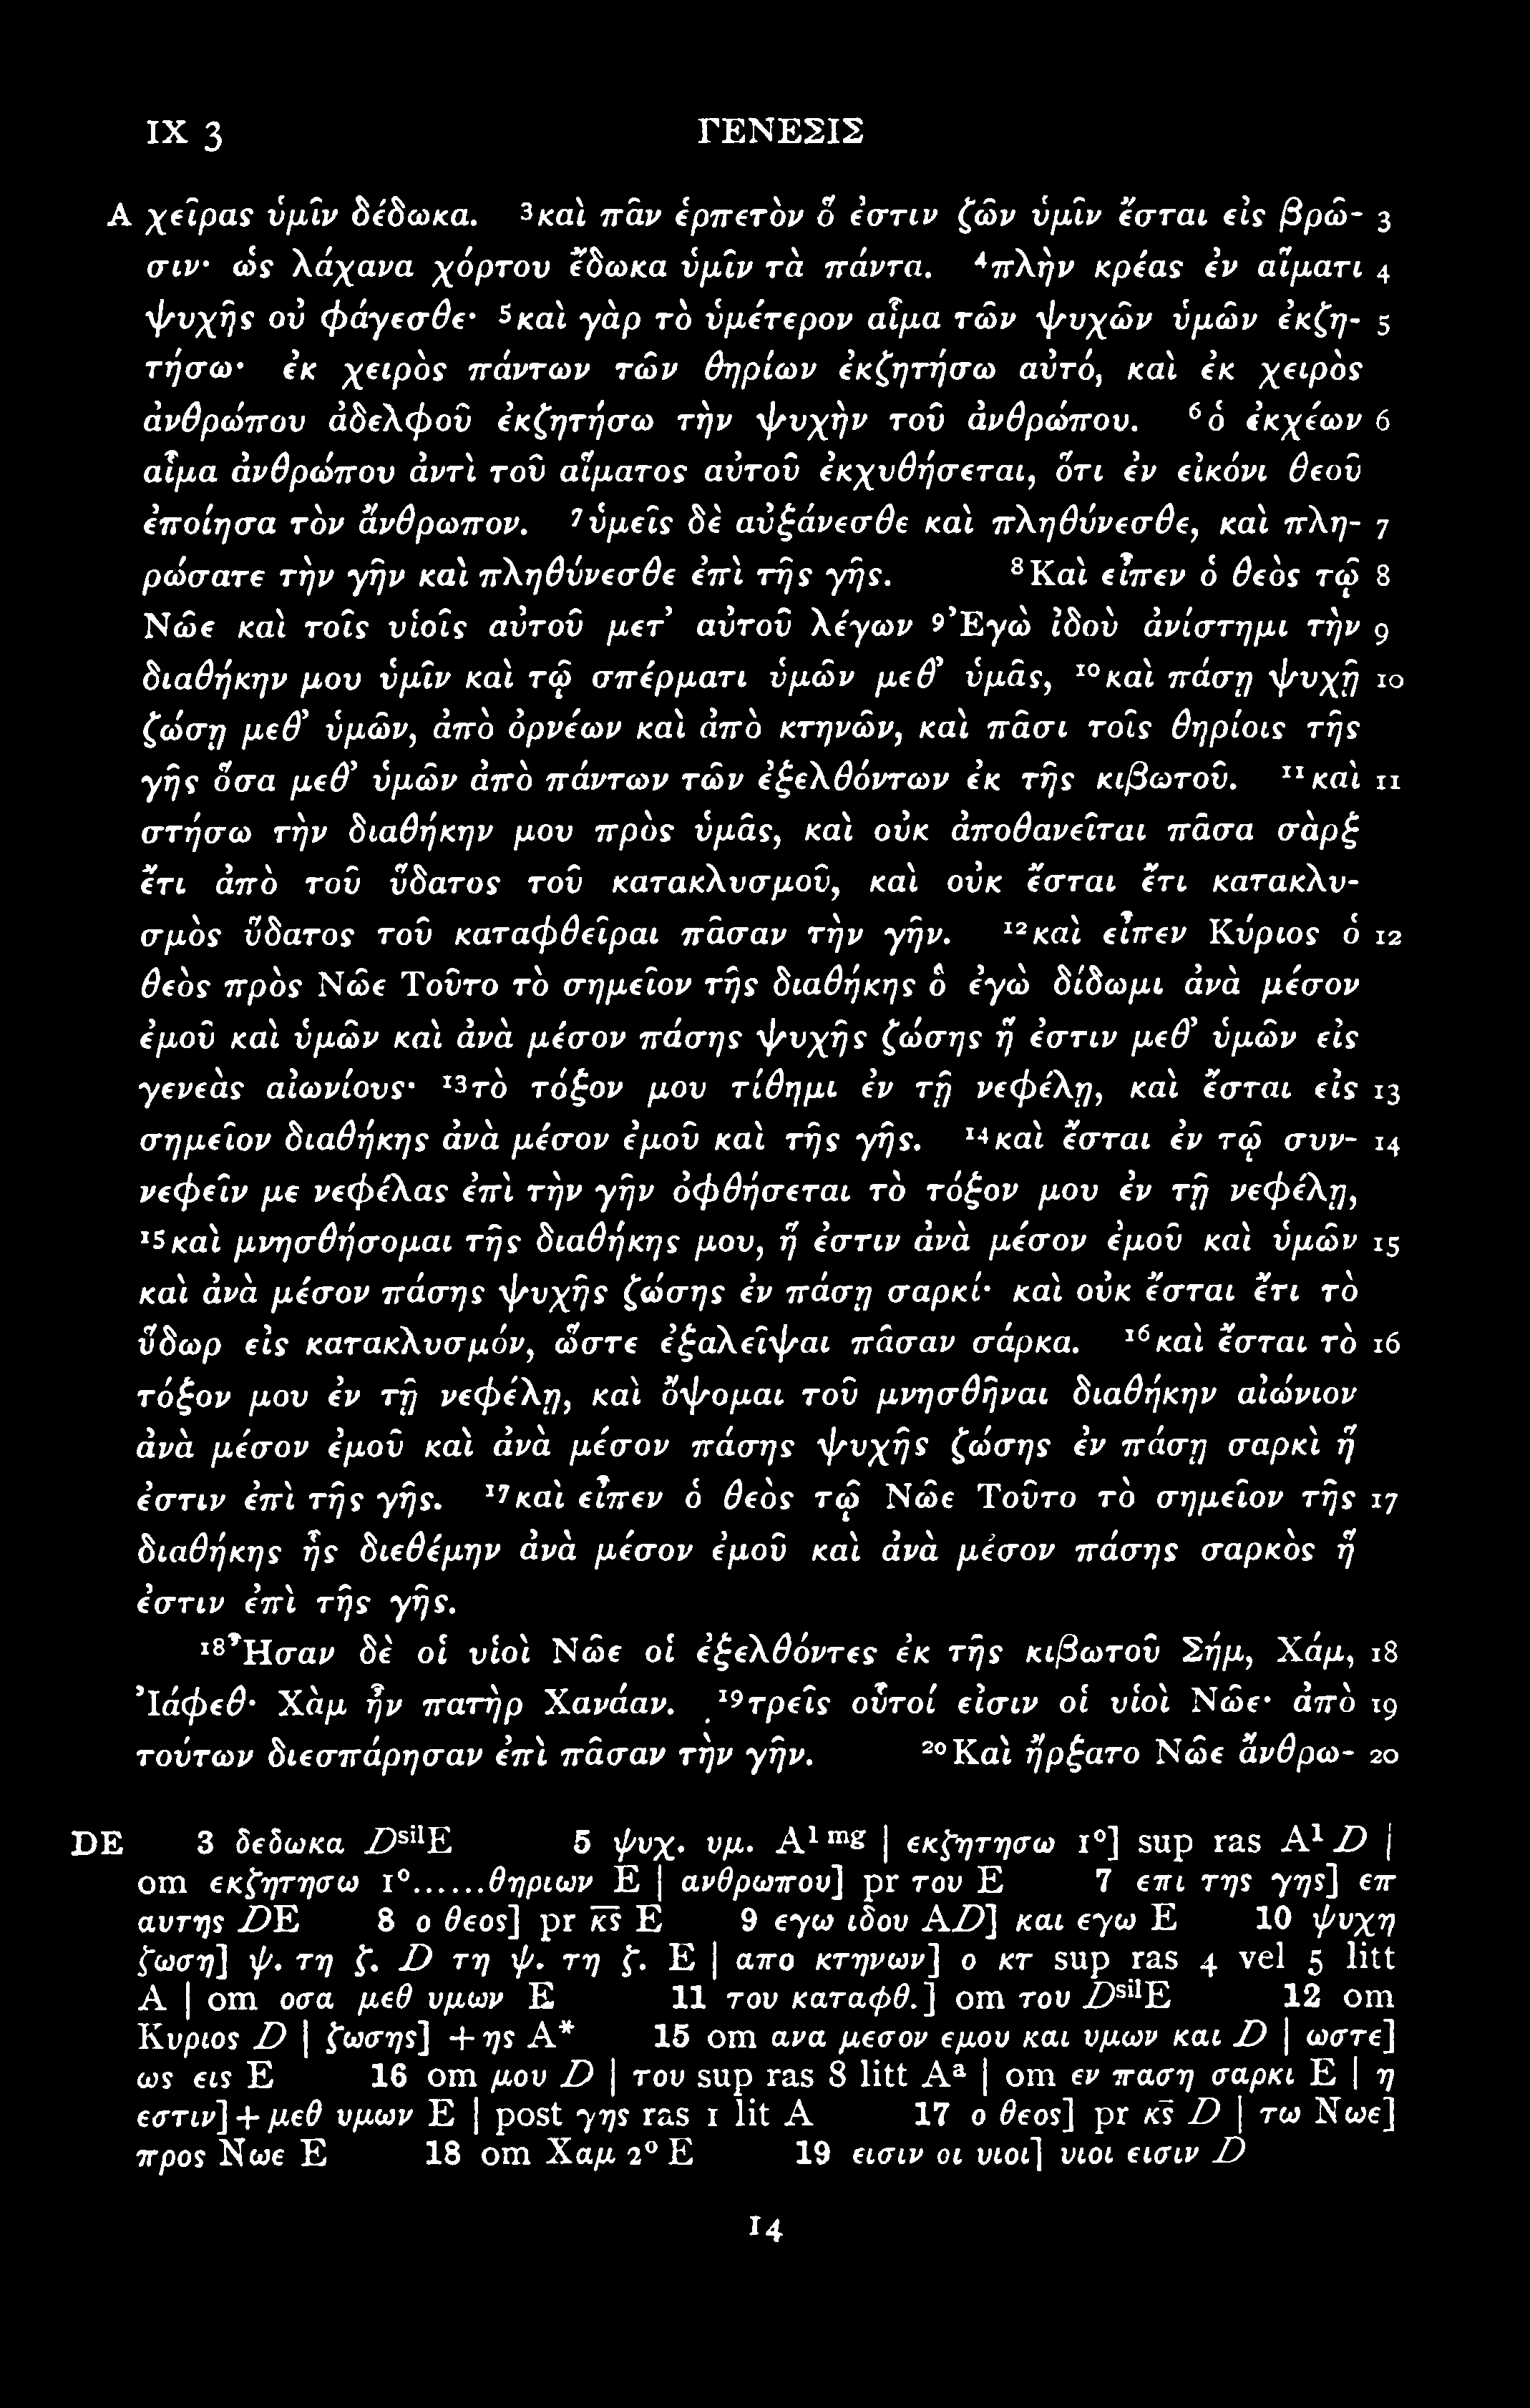 IX 3 ΓΕΝΕΣΙΣ
A χεῖρας ὑμῖν δέδωκα. ³καὶ πᾶν ἑρπετὸν ὅ ἐστιν ζῶν ὑμῖν ἔσται εἰς βρῶ- 3
σιν· ὡς λάχανα χόρτου ἔδωκα ὑμῖν τὰ πάντα. ⁴πλὴν κρέας ἐν αἵματι 4
ψυχῆς οὐ φάγεσθε· ⁵καὶ γὰρ τὸ ὑμέτερον αἷμα τῶν ψυχῶν ὑμῶν ἐκζη- 5
τήσω· ἐκ χειρὸς πάντων τῶν θηρίων ἐκζητήσω αὐτό, καὶ ἐκ χειρὸς
ἀνθρώπου ἀδελφοῦ ἐκζητήσω τὴν ψυχὴν τοῦ ἀνθρώπου. ⁶ὁ ἐκχέων 6
αἷμα ἀνθρώπου ἀντὶ τοῦ αἵματος αὐτοῦ ἐκχυθήσεται, ὅτι ἐν εἰκόνι θεοῦ
ἐποίησα τὸν ἄνθρωπον. ⁷ὑμεῖς δὲ αὐξάνεσθε καὶ πληθύνεσθε, καὶ πλη- 7
ρώσατε τὴν γῆν καὶ πληθύνεσθε ἐπὶ τῆς γῆς. ⁸Καὶ εἶπεν ὁ θεὸς τῷ 8
Νῶε καὶ τοῖς υἱοῖς αὐτοῦ μετ’ αὐτοῦ λέγων ⁹Ἐγὼ ἰδοὺ ἀνίστημι τὴν 9
διαθήκην μου ὑμῖν καὶ τῷ σπέρματι ὑμῶν μεθ’ ὑμᾶς, ¹⁰καὶ πάσῃ ψυχῇ 10
ζώσῃ μεθ’ ὑμῶν, ἀπὸ ὀρνέων καὶ ἀπὸ κτηνῶν, καὶ πᾶσι τοῖς θηρίοις τῆς
γῆς ὅσα μεθ’ ὑμῶν ἀπὸ πάντων τῶν ἐξελθόντων ἐκ τῆς κιβωτοῦ. ¹¹καὶ 11
στήσω τὴν διαθήκην μου πρὸς ὑμᾶς, καὶ οὐκ ἀποθανεῖται πᾶσα σὰρξ
ἔτι ἀπὸ τοῦ ὕδατος τοῦ κατακλυσμοῦ, καὶ οὐκ ἔσται ἔτι κατακλυ-
σμὸς ὕδατος τοῦ καταφθεῖραι πᾶσαν τὴν γῆν. ¹²καὶ εἶπεν Κύριος ὁ 12
θεὸς πρὸς Νῶε Τοῦτο τὸ σημεῖον τῆς διαθήκης ὃ ἐγὼ δίδωμι ἀνὰ μέσον
ἐμοῦ καὶ ὑμῶν καὶ ἀνὰ μέσον πάσης ψυχῆς ζώσης ἥ ἐστιν μεθ’ ὑμῶν εἰς
γενεὰς αἰωνίους· ¹³τὸ τόξον μου τίθημι ἐν τῇ νεφέλῃ, καὶ ἔσται εἰς 13
σημεῖον διαθήκης ἀνὰ μέσον ἐμοῦ καὶ τῆς γῆς. ¹⁴καὶ ἔσται ἐν τῷ συν- 14
νεφεῖν με νεφέλας ἐπὶ τὴν γῆν ὀφθήσεται τὸ τόξον μου ἐν τῇ νεφέλῃ,
¹⁵καὶ μνησθήσομαι τῆς διαθήκης μου, ἥ ἐστιν ἀνὰ μέσον ἐμοῦ καὶ ὑμῶν 15
καὶ ἀνὰ μέσον πάσης ψυχῆς ζώσης ἐν πάσῃ σαρκί· καὶ οὐκ ἔσται ἔτι τὸ
ὕδωρ εἰς κατακλυσμόν, ὥστε ἐξαλεῖψαι πᾶσαν σάρκα. ¹⁶καὶ ἔσται τὸ 16
τόξον μου ἐν τῇ νεφέλῃ, καὶ ὄψομαι τοῦ μνησθῆναι διαθήκην αἰώνιον
ἀνὰ μέσον ἐμοῦ καὶ ἀνὰ μέσον πάσης ψυχῆς ζώσης ἐν πάσῃ σαρκὶ ἥ
ἐστιν ἐπὶ τῆς γῆς. ¹⁷καὶ εἶπεν ὁ θεὸς τῷ Νῶε Τοῦτο τὸ σημεῖον τῆς 17
διαθήκης ἧς διεθέμην ἀνὰ μέσον ἐμοῦ καὶ ἀνὰ μέσον πάσης σαρκὸς ἥ
ἐστιν ἐπὶ τῆς γῆς.
¹⁸Ἦσαν δὲ οἱ υἱοὶ Νῶε οἱ ἐξελθόντες ἐκ τῆς κιβωτοῦ Σήμ, Χάμ, 18
Ἰάφεθ· Χὰμ ἦν πατὴρ Χανάαν. ¹⁹τρεῖς οὗτοί εἰσιν οἱ υἱοὶ Νῶε· ἀπὸ 19
τούτων διεσπάρησαν ἐπὶ πᾶσαν τὴν γῆν. ²⁰Καὶ ἤρξατο Νῶε ἄνθρω- 20
DE 3 δεδωκα DˢⁱˡE 5 ψυχ. υμ. A¹ ᵐᵍ | εκζητησω 1°] sup ras A¹ D |
om εκζητησω 1°......θηριων E | ανθρωπου] pr του E 7 επι της γης] επ
αυτης DE 8 ο θεος] pr κ̅ς̅ E 9 εγω ιδου AD] και εγω E 10 ψυχη
ζωση] ψ. τη ζ. D τη ψ. τη ζ. E | απο κτηνων] ο κτ sup ras 4 vel 5 litt
A | om οσα μεθ υμων E 11 του καταφθ.] om του DˢⁱˡE 12 om
Κυριος D | ζωσης] + ης A* 15 om ανα μεσον εμου και υμων και D | ωστε]
ως εις E 16 om μου D | του sup ras 8 litt Aᵃ | om εν παση σαρκι E | η
εστιν] + μεθ υμων E | post γης ras 1 lit A 17 ο θεος] pr κ̅ς̅ D | τω Νωε]
προς Νωε E 18 om Χαμ 2° E 19 εισιν οι υιοι] υιοι εισιν D
14